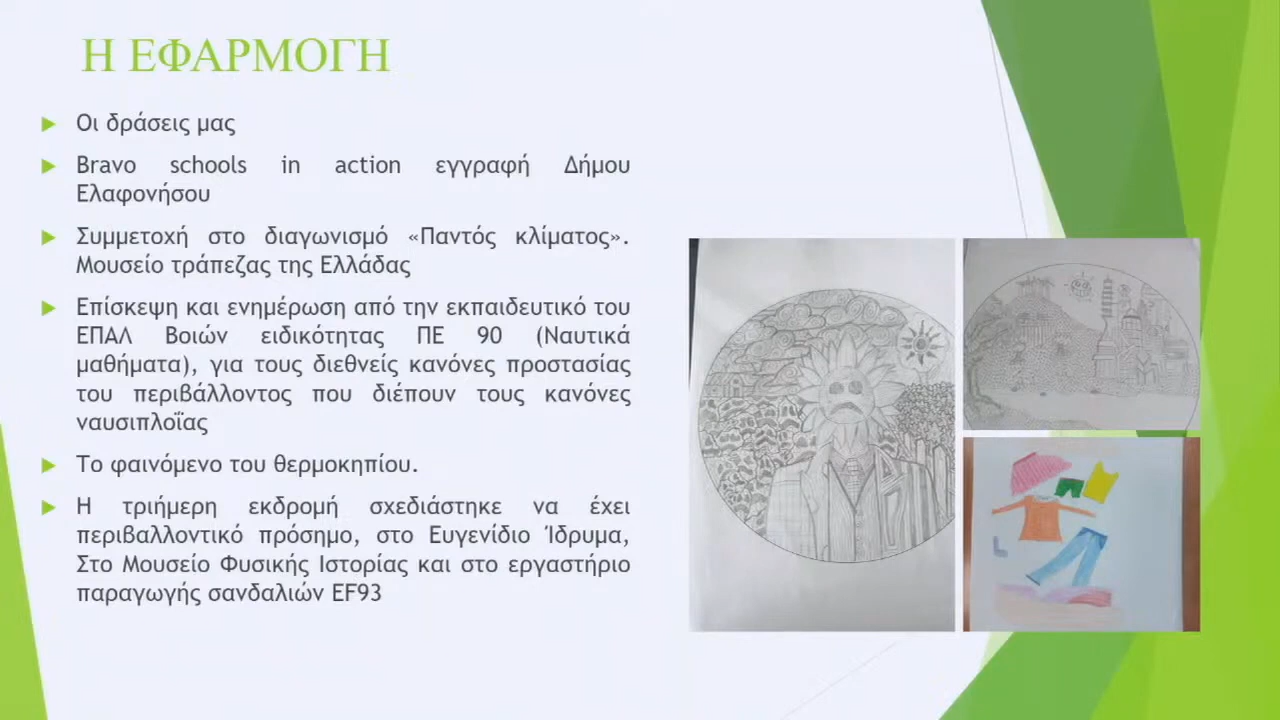 Η ΕΦΑΡΜΟΓΗ
Οι δράσεις μας
Bravo schools in action εγγραφή Δήμου
Ελαφονήσου
Συμμετοχή στο διαγωνισμό «Παντός κλίματος».
Μουσείο τράπεζας της Ελλάδας
Επίσκεψη και ενημέρωση από την εκπαιδευτικό του
ΕΠΑΛ Βοιών ειδικότητας ΠΕ 90 (Ναυτικά
μαθήματα), για τους διεθνείς κανόνες προστασίας
του περιβάλλοντος που διέπουν τους κανόνες
ναυσιπλοΐας
Το φαινόμενο του θερμοκηπίου.
Η τριήμερη εκδρομή σχεδιάστηκε να έχει
περιβαλλοντικό πρόσημο, στο Ευγενίδιο Ίδρυμα,
Στο Μουσείο Φυσικής Ιστορίας και στο εργαστήριο
παραγωγής σανδαλιών EF93